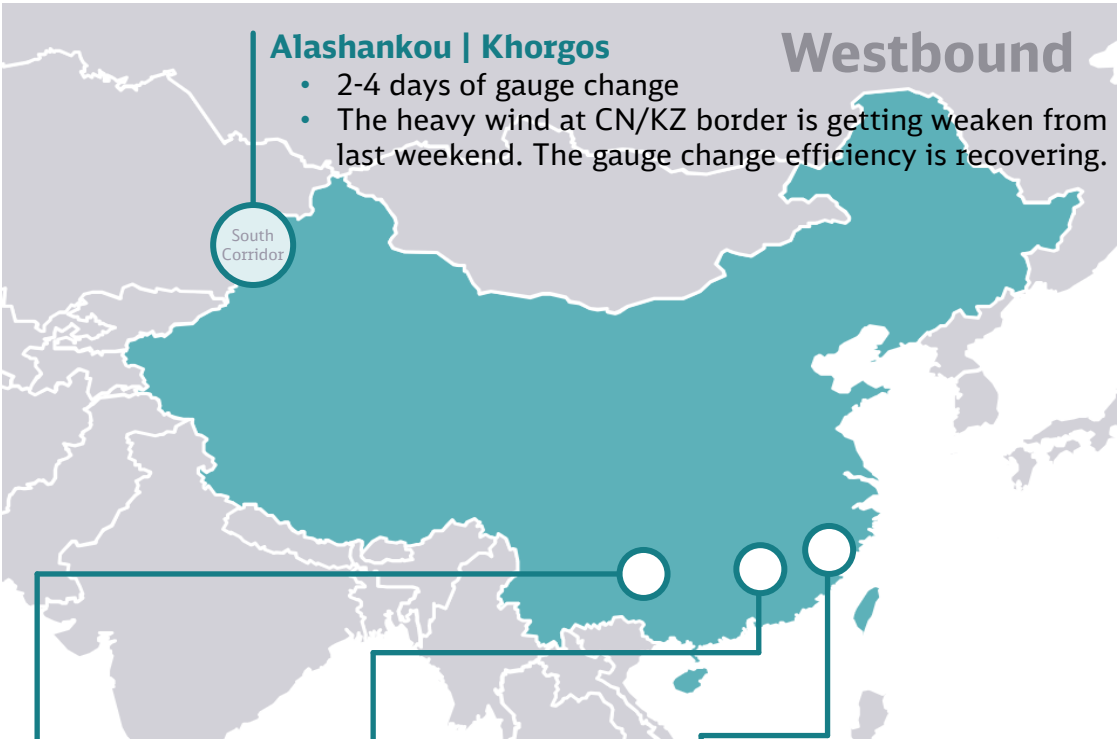 Westbound
Alashankou | Khorgos
• 2-4 days of gauge change
• The heavy wind at CN/KZ border is getting weaken from
last weekend. The gauge change efficiency is recovering.
South
Corridor